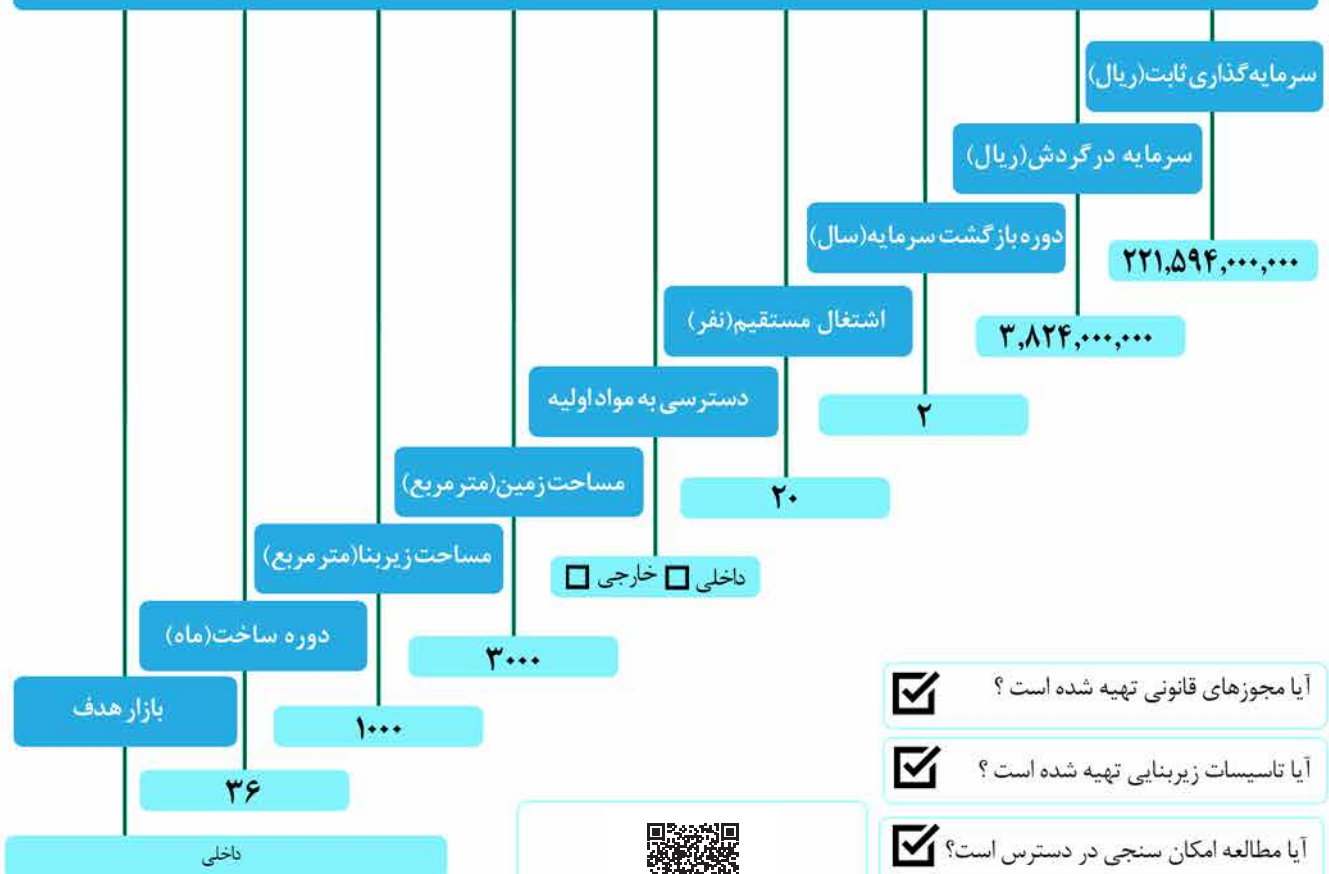 سرمایه‌گذاری ثابت(ریال)
۲۲۱,۵۹۴,۰۰۰,۰۰۰
سرمایه در گردش(ریال)
۳,۸۲۴,۰۰۰,۰۰۰
دوره بازگشت سرمایه(سال)
۲
اشتغال مستقیم(نفر)
۲۰
دسترسی به مواد اولیه
داخلی □ خارجی □
مساحت زمین(متر مربع)
۳۰۰۰
مساحت زیربنا(متر مربع)
۱۰۰۰
دوره ساخت(ماه)
۳۶
بازار هدف
داخلی
آیا مجوزهای قانونی تهیه شده است ؟ ☑
آیا تاسیسات زیربنایی تهیه شده است ؟ ☑
آیا مطالعه امکان سنجی در دسترس است؟ ☑